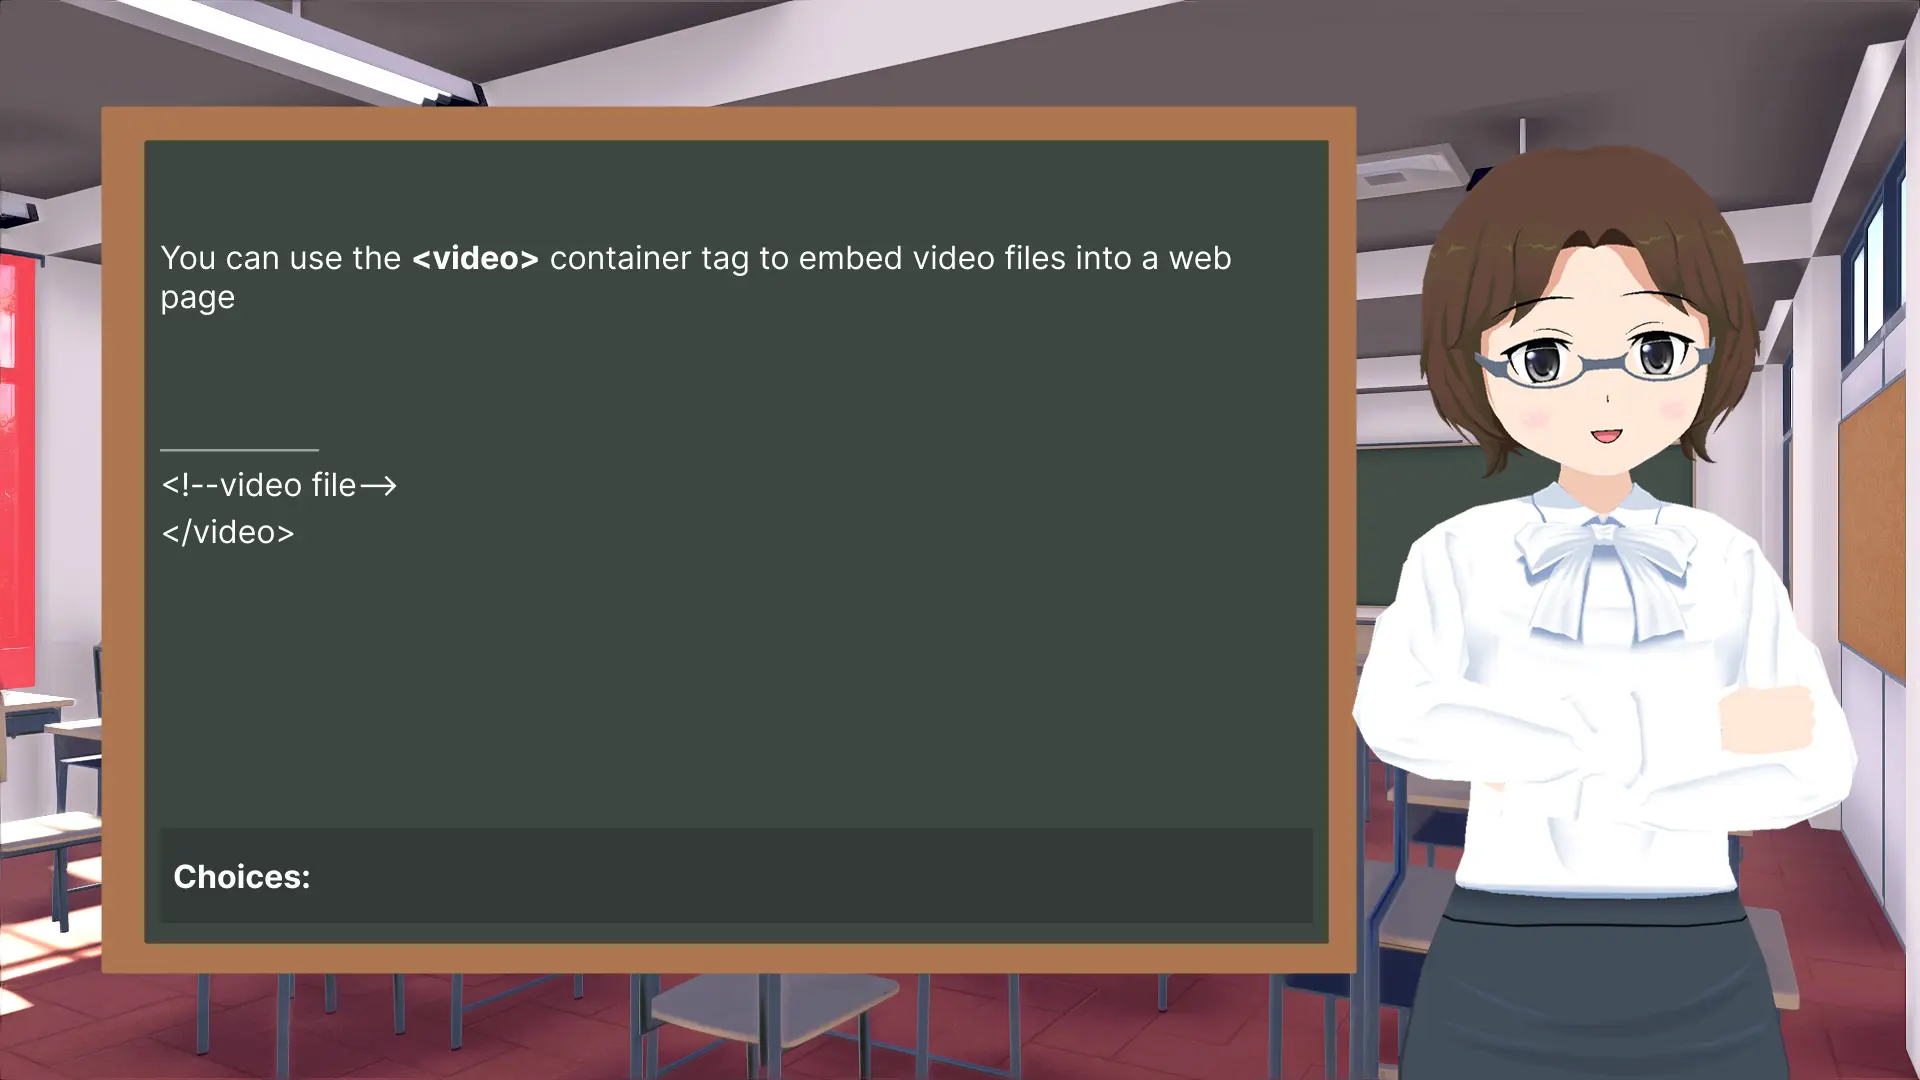 You can use the <video> container tag to embed video files into a web
page
__________
<!--video file-->
</video>
Choices: